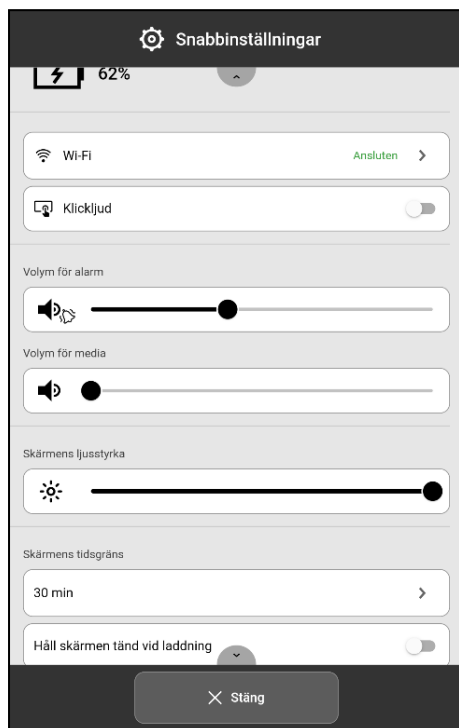 Snabbinställningar
62%
Wi-Fi Ansluten
Klickljud
Volym för alarm
Volym för media
Skärmens ljusstyrka
Skärmens tidsgräns
30 min
Håll skärmen tänd vid laddning
Stäng